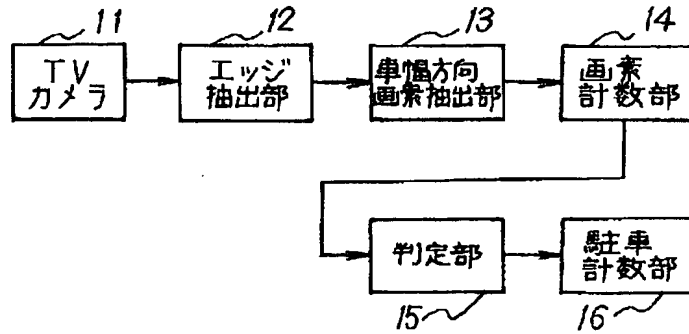 11
12
13
14
TV
カメラ
エッジ
抽出部
車幅方向
画素抽出部
画素
計数部
判定部
駐車
計数部
15
16